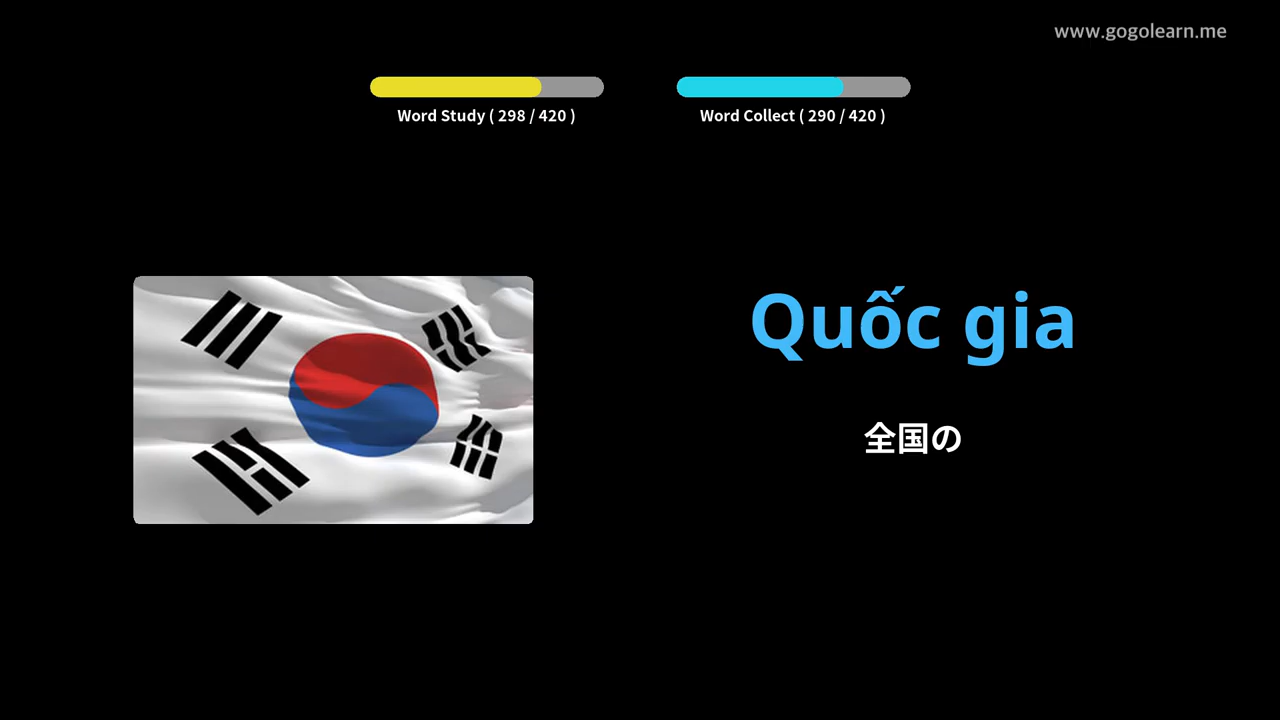 www.gogolearn.me
Word Study ( 298 / 420 )
Word Collect ( 290 / 420 )
Quốc gia
全国の